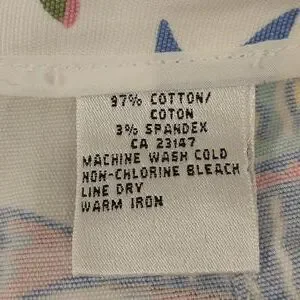 97% COTTON/
COTON
3% SPANDEX
CA 23147
MACHINE WASH COLD
NON-CHLORINE BLEACH
LINE DRY
WARM IRON